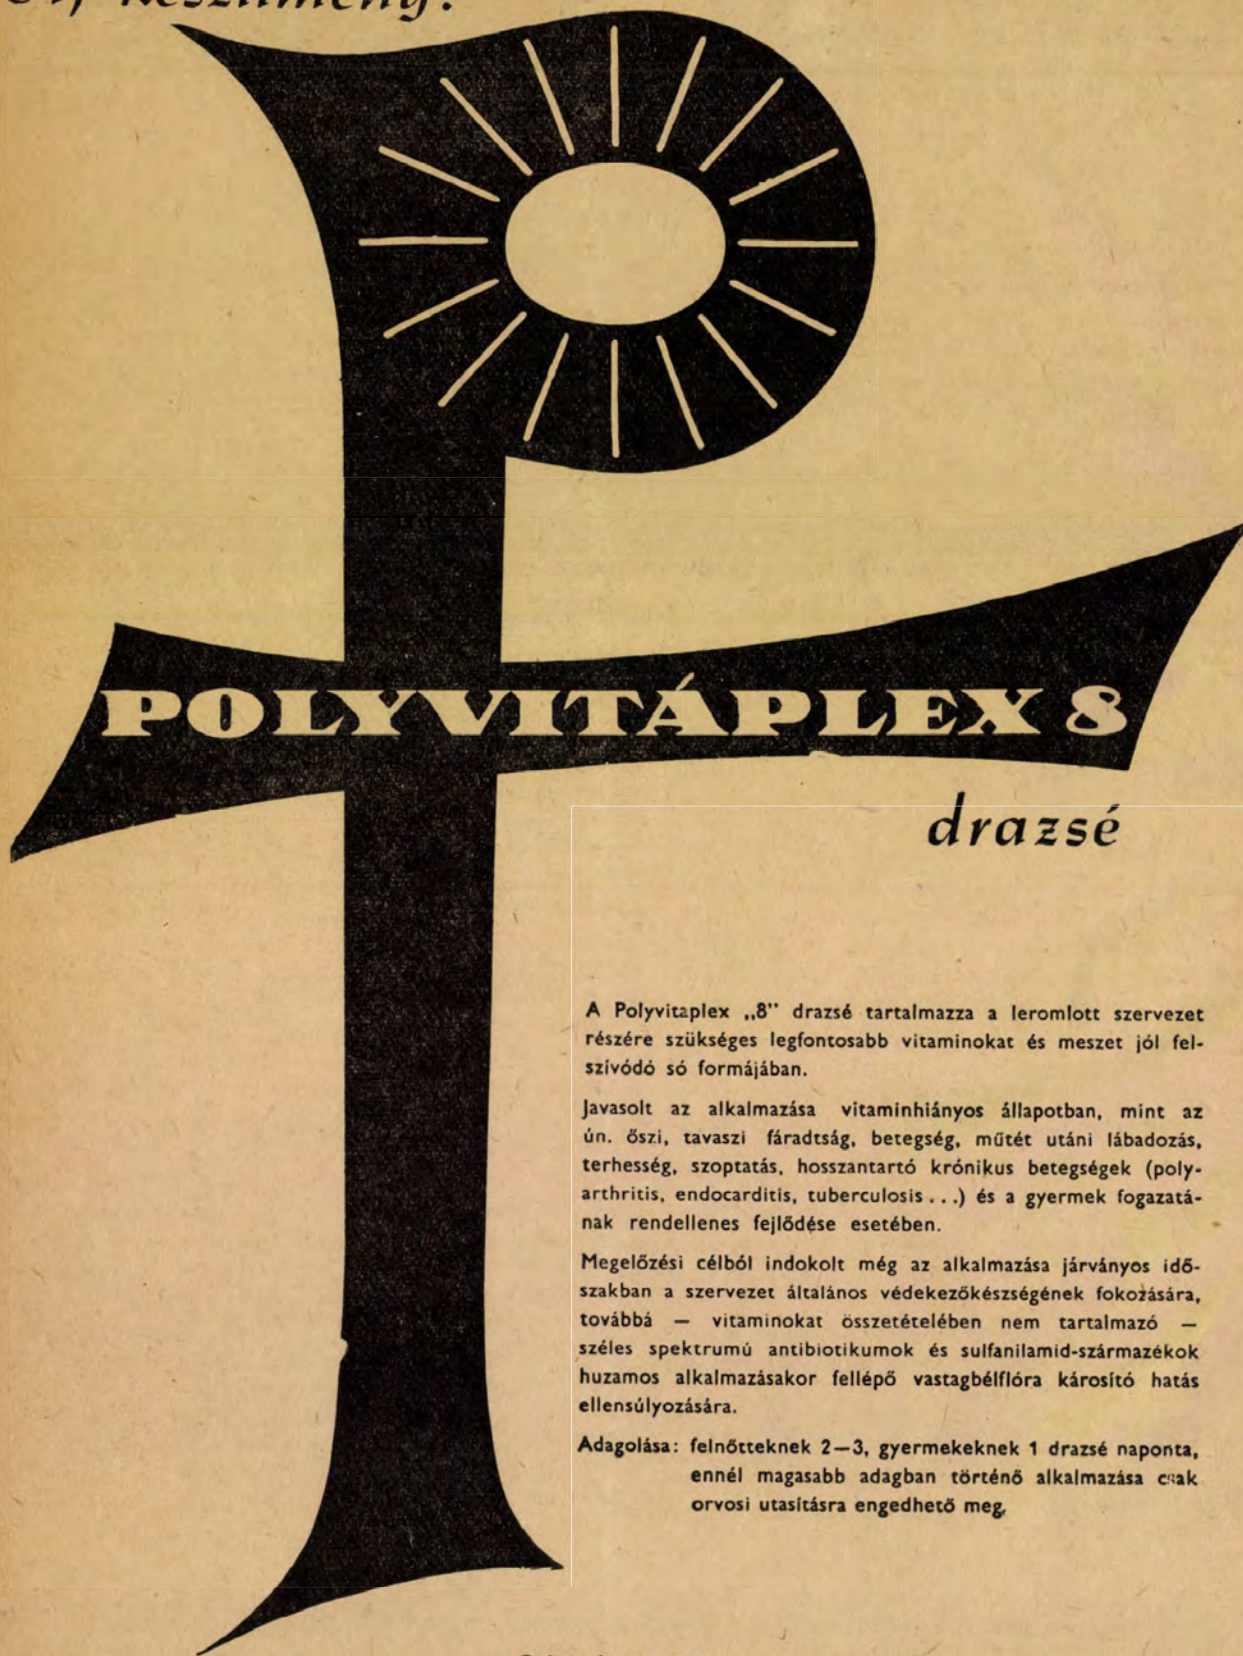 készítmény!
POLYVITÁPLEX 8
drazsé
A Polyvitaplex „8" drazsé tartalmazza a leromlott szervezet
részére szükséges legfontosabb vitaminokat és meszet jól fel-
szívódó só formájában.
Javasolt az alkalmazása vitaminhiányos állapotban, mint az
ún. őszi, tavaszi fáradtság, betegség, műtét utáni lábadozás,
terhesség, szoptatás, hosszantartó krónikus betegségek (poly-
arthritis, endocarditis, tuberculosis...) és a gyermek fogazatá-
nak rendellenes fejlődése esetében.
Megelőzési célból indokolt még az alkalmazása járványos idő-
szakban a szervezet általános védekezőkészségének fokozására,
továbbá — vitaminokat összetételében nem tartalmazó —
széles spektrumú antibiotikumok és sulfanilamid-származékok
huzamos alkalmazásakor fellépő vastagbélflóra károsító hatás
ellensúlyozására.
Adagolása: felnőtteknek 2—3, gyermekeknek 1 drazsé naponta,
ennél magasabb adagban történő alkalmazása csak
orvosi utasításra engedhető meg.